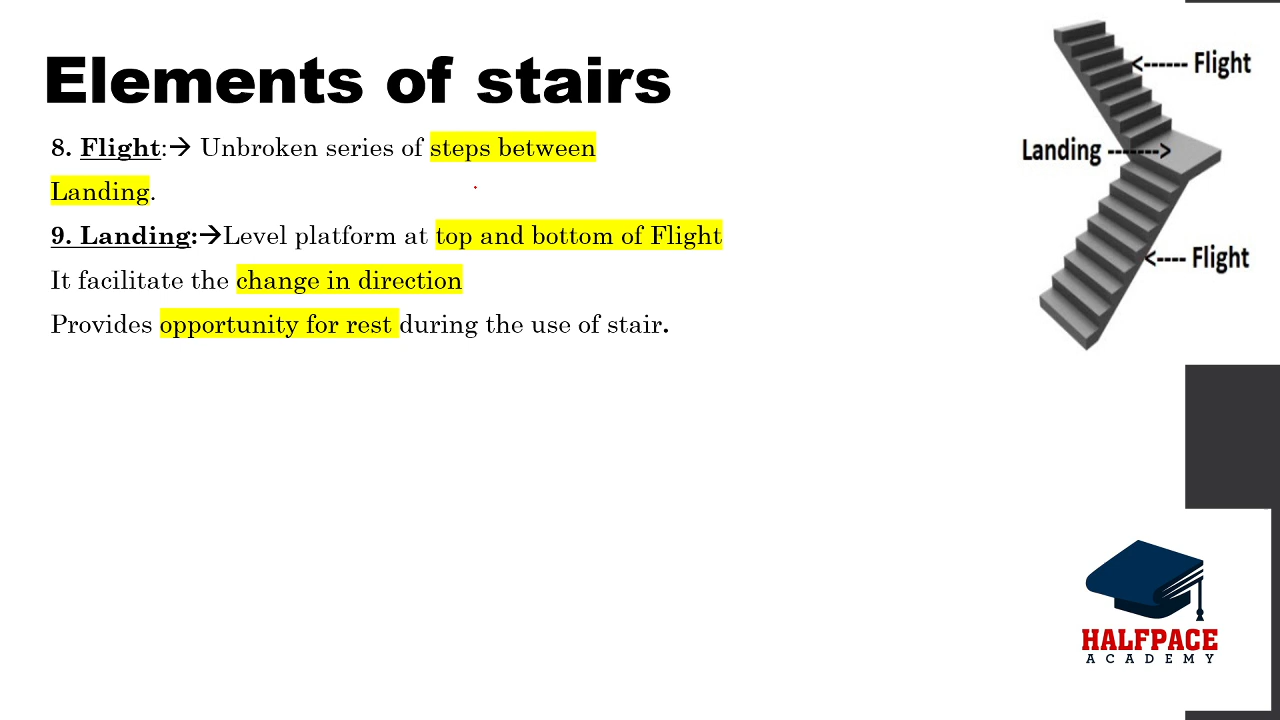 Elements of stairs
8. Flight:→ Unbroken series of steps between
Landing.
9. Landing:→Level platform at top and bottom of Flight
It facilitate the change in direction
Provides opportunity for rest during the use of stair.
<------ Flight
Landing ------->
<---- Flight
HALFPACE
ACADEMY